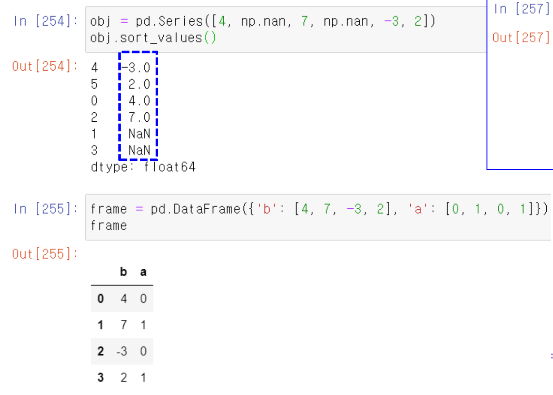 In [254]: obj = pd.Series([4, np.nan, 7, np.nan, -3, 2])
obj.sort_values()
Out[254]: 4 -3.0
5 2.0
0 4.0
2 7.0
1 NaN
3 NaN
dtype: float64
In [257]
Out[257]
In [255]: frame = pd.DataFrame({'b': [4, 7, -3, 2], 'a': [0, 1, 0, 1]})
frame
Out[255]:
b a
0 4 0
1 7 1
2 -3 0
3 2 1